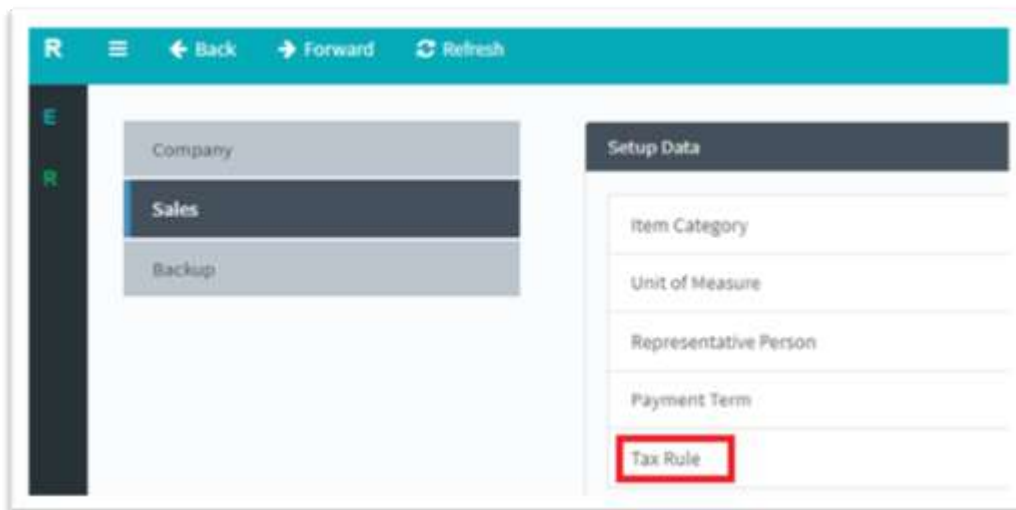 R ≡ Back Forward Refresh
E
R
Company
Sales
Backup
Setup Data
Item Category
Unit of Measure
Representative Person
Payment Term
Tax Rule